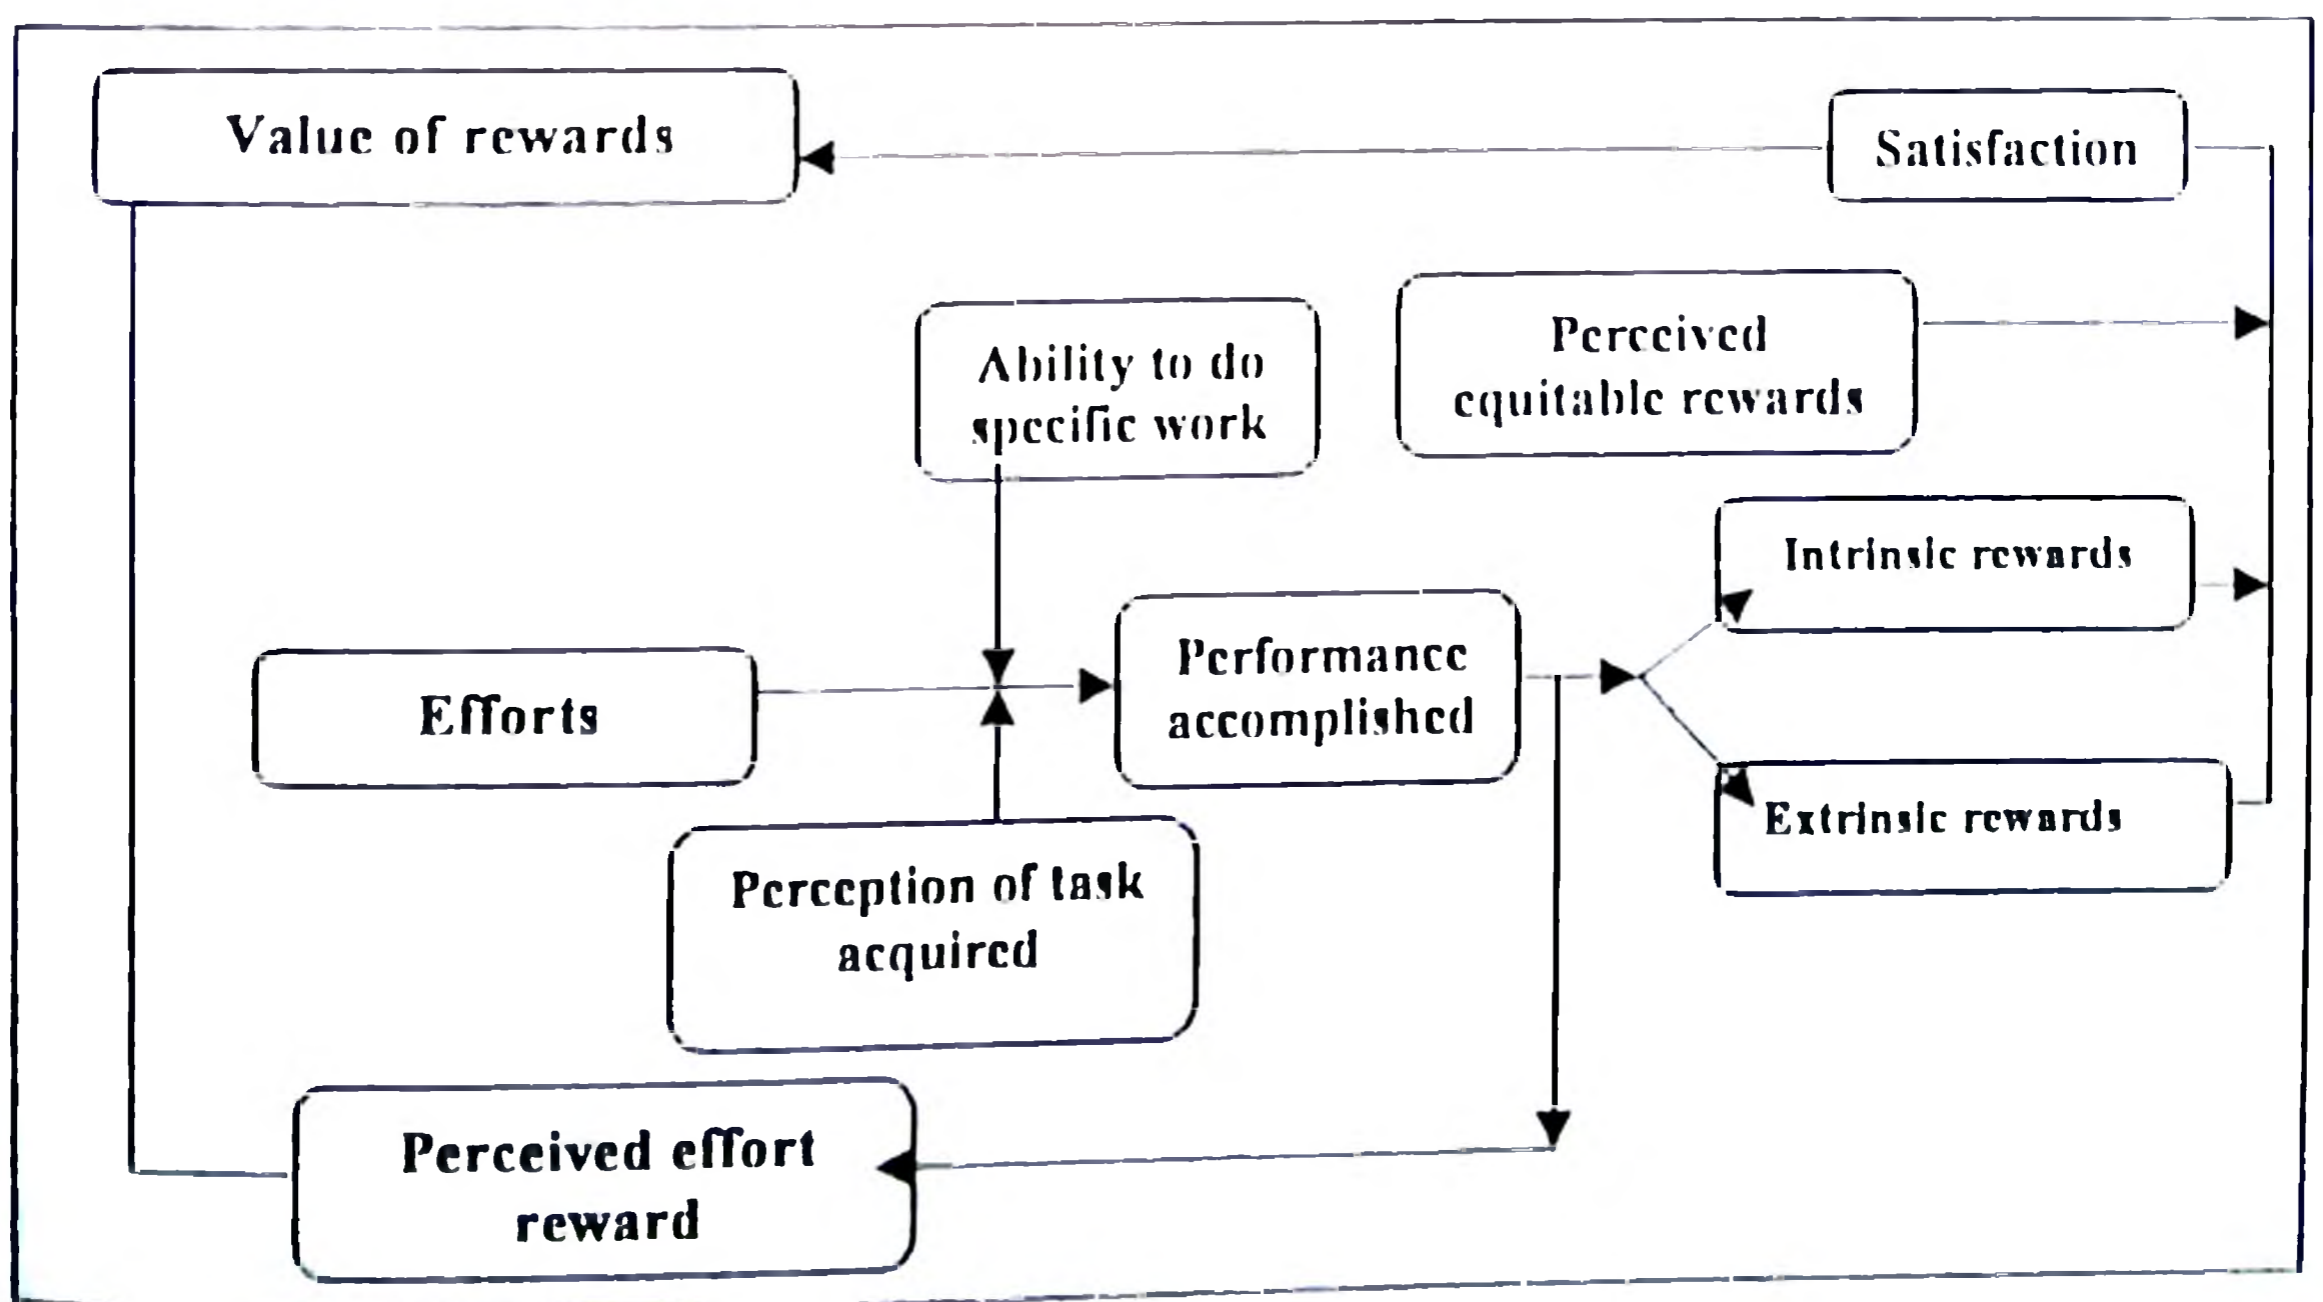 Value of rewards
Satisfaction
Ability to do
specific work
Perceived
equitable rewards
Intrinsic rewards
Efforts
Performance
accomplished
Extrinsic rewards
Perception of task
acquired
Perceived effort
reward